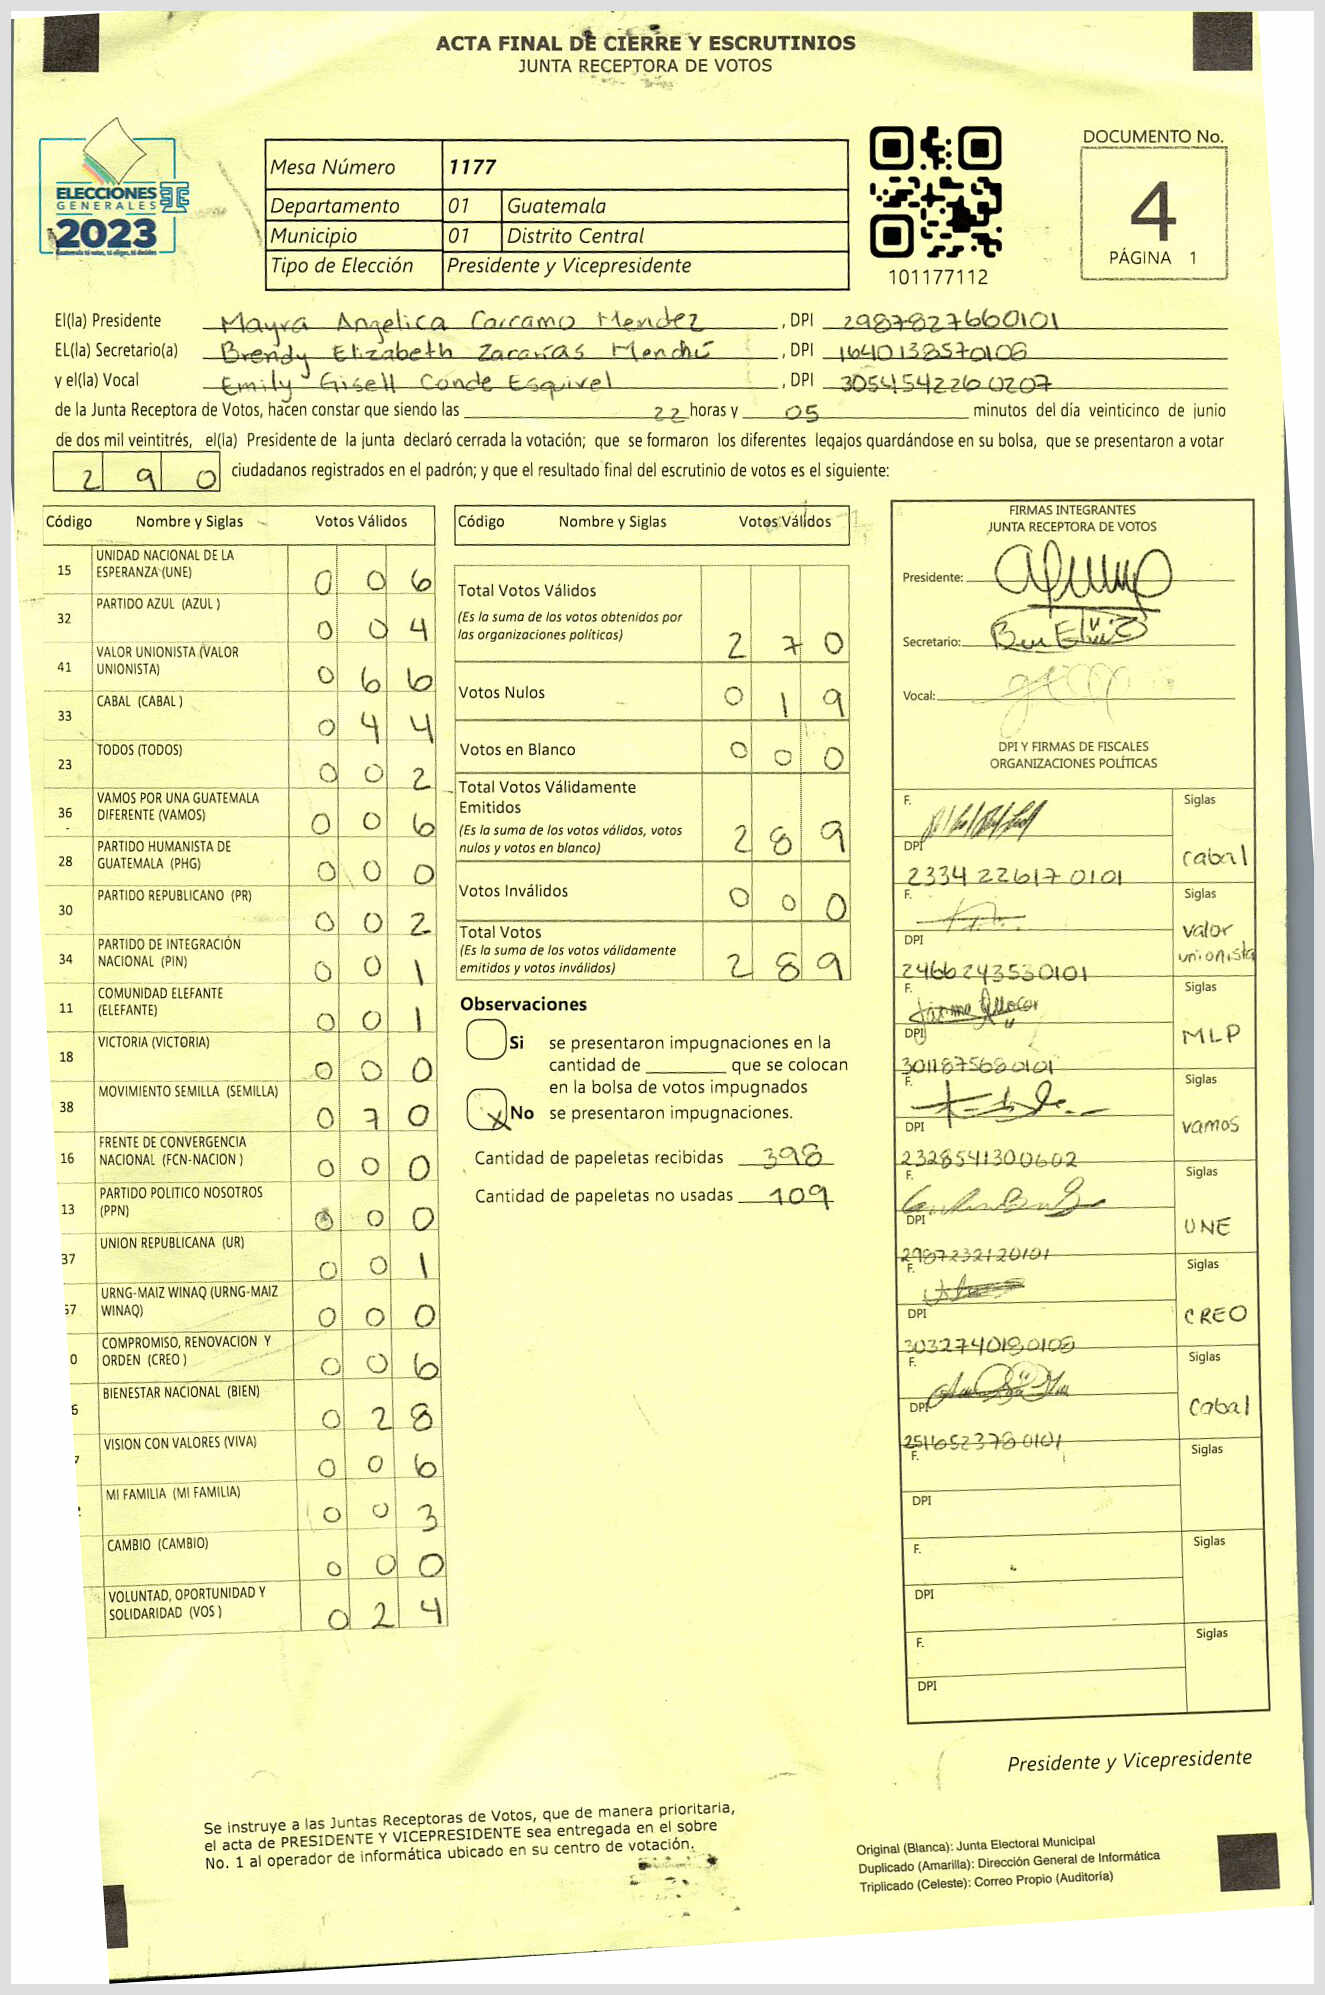 ACTA FINAL DE CIERRE Y ESCRUTINIOS
JUNTA RECEPTORA DE VOTOS
ELECCIONES
GENERALES
2023
Mesa Número 1177
Departamento 01 Guatemala
Municipio 01 Distrito Central
Tipo de Elección Presidente y Vicepresidente
101177112
DOCUMENTO No.
4
PÁGINA 1
El(la) Presidente Mayra Angelica Carcamo Mendez, DPI 2987827660101
EL(la) Secretario(a) Brendy Elizabeth Zacarías Menchú, DPI 1640138570108
y el(la) Vocal Emily Gisell Conde Esquivel, DPI 3054154220207
de la Junta Receptora de Votos, hacen constar que siendo las 22 horas y 05 minutos del día veinticinco de junio
de dos mil veintitrés, el(la) Presidente de la junta declaró cerrada la votación; que se formaron los diferentes legajos guardándose en su bolsa, que se presentaron a votar
290 ciudadanos registrados en el padrón; y que el resultado final del escrutinio de votos es el siguiente:
Código Nombre y Siglas Votos Válidos
15 UNIDAD NACIONAL DE LA
ESPERANZA (UNE) 0 0 6
32 PARTIDO AZUL (AZUL ) 0 0 4
41 VALOR UNIONISTA (VALOR
UNIONISTA) 0 6 6
33 CABAL (CABAL ) 0 4 4
23 TODOS (TODOS) 0 0 2
36 VAMOS POR UNA GUATEMALA
DIFERENTE (VAMOS) 0 0 6
28 PARTIDO HUMANISTA DE
GUATEMALA (PHG) 0 0 0
30 PARTIDO REPUBLICANO (PR) 0 0 2
34 PARTIDO DE INTEGRACIÓN
NACIONAL (PIN) 0 0 1
11 COMUNIDAD ELEFANTE
(ELEFANTE) 0 0 1
18 VICTORIA (VICTORIA) 0 0 0
38 MOVIMIENTO SEMILLA (SEMILLA) 0 7 0
16 FRENTE DE CONVERGENCIA
NACIONAL (FCN-NACION ) 0 0 0
13 PARTIDO POLITICO NOSOTROS
(PPN) 0 0 0
37 UNION REPUBLICANA (UR) 0 0 1
57 URNG-MAIZ WINAQ (URNG-MAIZ
WINAQ) 0 0 0
0 COMPROMISO, RENOVACION Y
ORDEN (CREO ) 0 0 6
6 BIENESTAR NACIONAL (BIEN) 0 2 8
7 VISION CON VALORES (VIVA) 0 0 6
MI FAMILIA (MI FAMILIA) 0 0 3
CAMBIO (CAMBIO) 0 0 0
VOLUNTAD, OPORTUNIDAD Y
SOLIDARIDAD (VOS ) 0 2 4
Código Nombre y Siglas Votos Válidos
Total Votos Válidos
(Es la suma de los votos obtenidos por
las organizaciones políticas) 2 7 0
Votos Nulos 0 1 9
Votos en Blanco 0 0 0
Total Votos Válidamente
Emitidos
(Es la suma de los votos válidos, votos
nulos y votos en blanco) 2 8 9
Votos Inválidos 0 0 0
Total Votos
(Es la suma de los votos válidamente
emitidos y votos inválidos) 2 8 9
Observaciones
Si se presentaron impugnaciones en la
cantidad de ________ que se colocan
en la bolsa de votos impugnados
X No se presentaron impugnaciones.
Cantidad de papeletas recibidas 398
Cantidad de papeletas no usadas 109
FIRMAS INTEGRANTES
JUNTA RECEPTORA DE VOTOS
Presidente:
Secretario:
Vocal:
DPI Y FIRMAS DE FISCALES
ORGANIZACIONES POLÍTICAS
F. Siglas
DPI cabal
2334 22617 0101
F. Siglas
DPI valor
unionista
2466243530101
F. Siglas
DPI MLP
3011875680101
F. Siglas
DPI vamos
2328541300602
F. Siglas
DPI UNE
2987232120101
F. Siglas
DPI CREO
3032740180108
F. Siglas
DPI cabal
2511652378 0101
F. Siglas
DPI
F. Siglas
DPI
F. Siglas
DPI
Presidente y Vicepresidente
Se instruye a las Juntas Receptoras de Votos, que de manera prioritaria,
el acta de PRESIDENTE Y VICEPRESIDENTE sea entregada en el sobre
No. 1 al operador de informática ubicado en su centro de votación.
Original (Blanca): Junta Electoral Municipal
Duplicado (Amarilla): Dirección General de Informática
Triplicado (Celeste): Correo Propio (Auditoría)